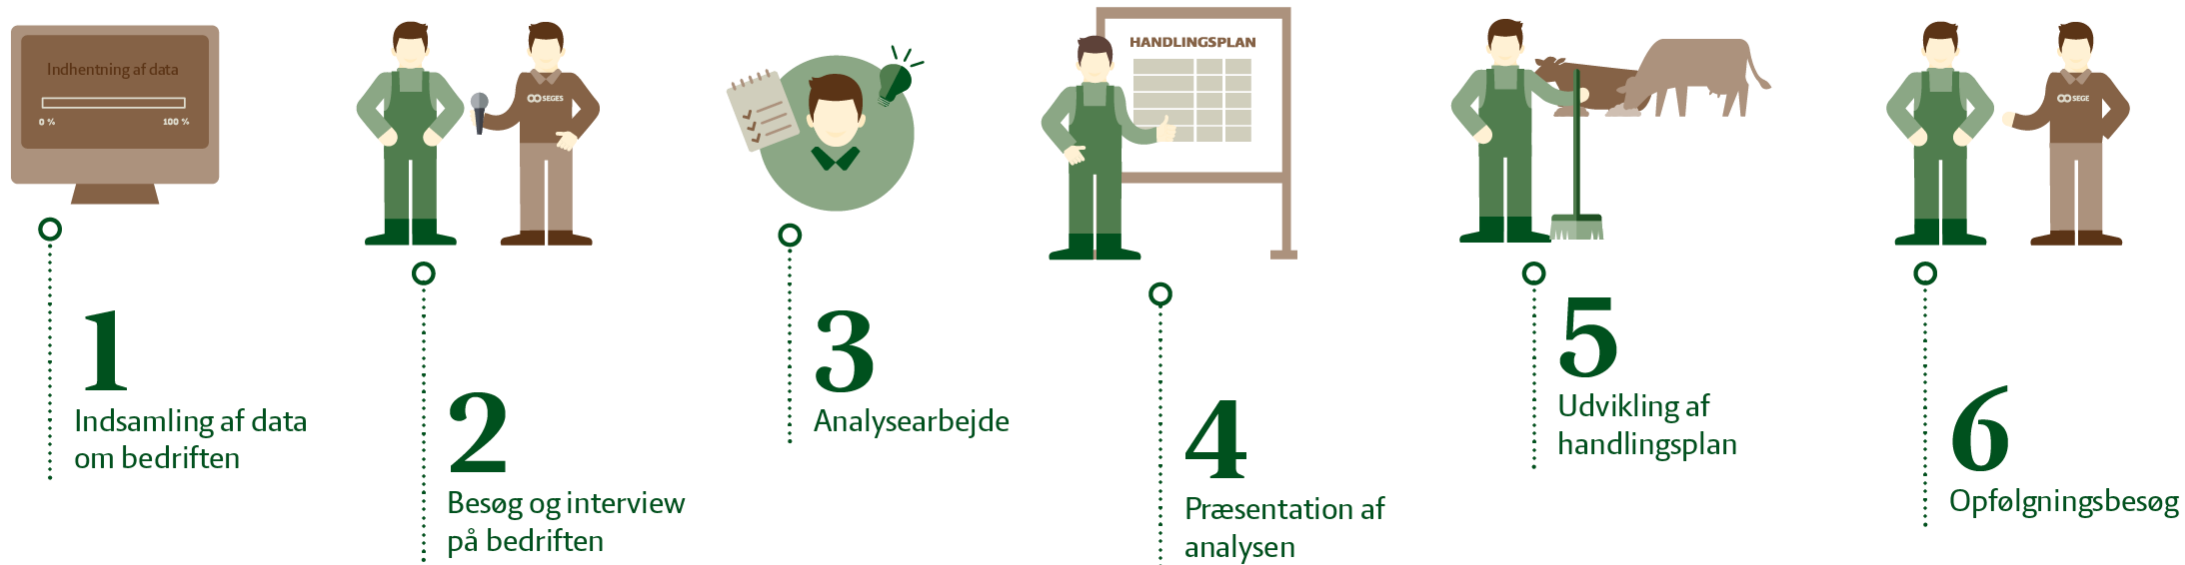 Indhentning af data
0 %
100 %
1
Indsamling af data
om bedriften
SEGES
2
Besøg og interview
på bedriften
3
Analysearbejde
HANDLINGSPLAN
4
Præsentation af
analysen
5
Udvikling af
handlingsplan
SEGE
6
Opfølgningsbesøg